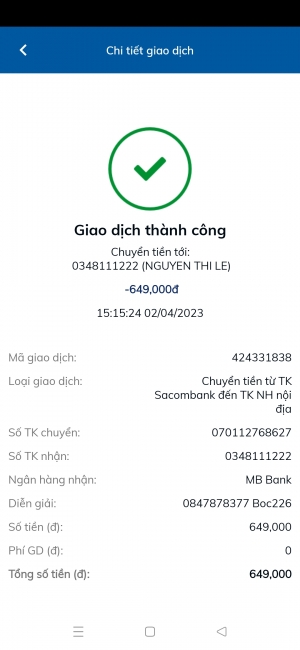 Chi tiết giao dịch
Giao dịch thành công
Chuyển tiền tới:
0348111222 (NGUYEN THI LE)
-649,000đ
15:15:24 02/04/2023
Mã giao dịch: 424331838
Loại giao dịch: Chuyển tiền từ TK
Sacombank đến TK NH nội
địa
Số TK chuyển: 070112768627
Số TK nhận: 0348111222
Ngân hàng nhận: MB Bank
Diễn giải: 0847878377 Boc226
Số tiền (đ): 649,000
Phí GD (đ): 0
Tổng số tiền (đ): 649,000